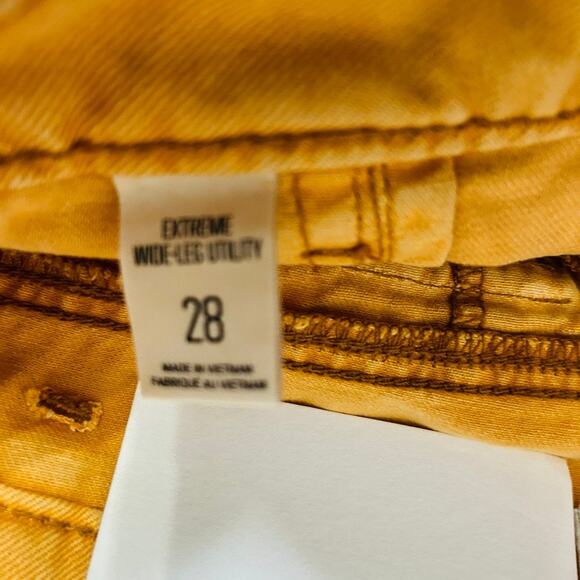 EXTREME
WIDE-LEG UTILITY
28
MADE IN VIETNAM
FABRIQUÉ AU VIETNAM